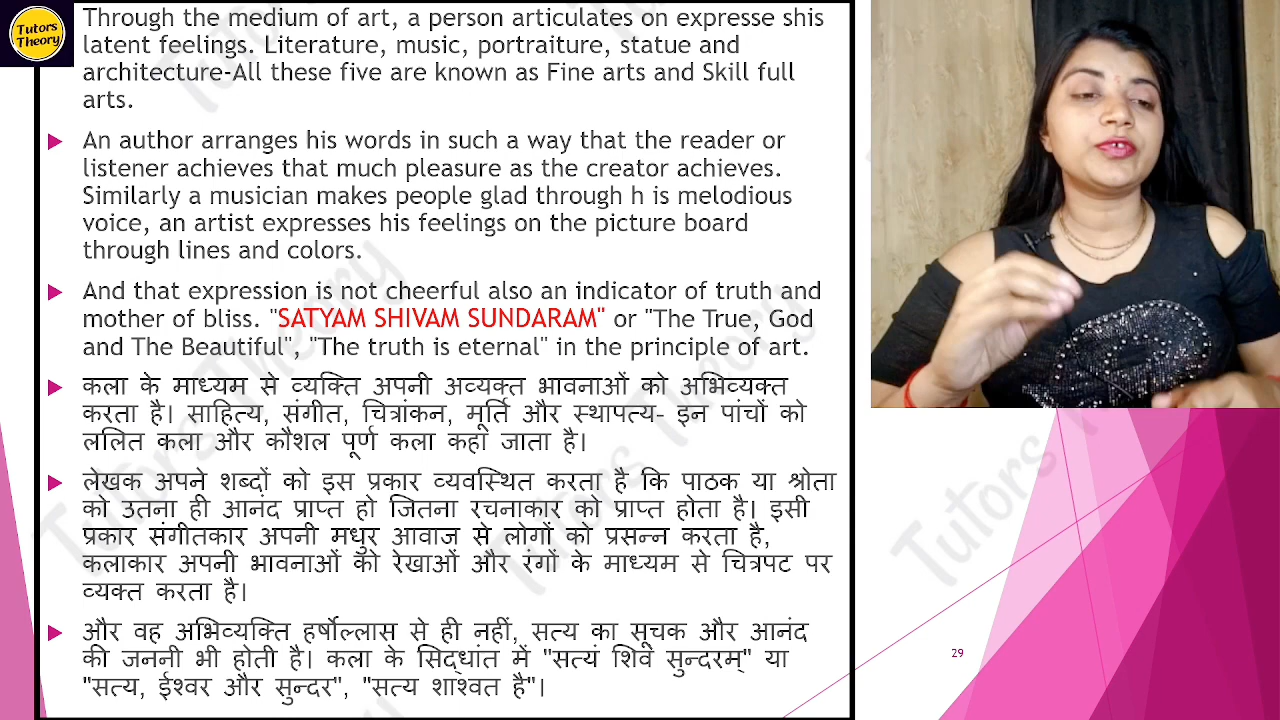 Tutors
Theory
Through the medium of art, a person articulates on expresse shis
latent feelings. Literature, music, portraiture, statue and
architecture-All these five are known as Fine arts and Skill full
arts.
An author arranges his words in such a way that the reader or
listener achieves that much pleasure as the creator achieves.
Similarly a musician makes people glad through h is melodious
voice, an artist expresses his feelings on the picture board
through lines and colors.
And that expression is not cheerful also an indicator of truth and
mother of bliss. "SATYAM SHIVAM SUNDARAM" or "The True, God
and The Beautiful", "The truth is eternal" in the principle of art.
कला के माध्यम से व्यक्ति अपनी अव्यक्त भावनाओं को अभिव्यक्त
करता है। साहित्य, संगीत, चित्रांकन, मूर्ति और स्थापत्य- इन पांचों को
ललित कला और कौशल पूर्ण कला कहा जाता है।
लेखक अपने शब्दों को इस प्रकार व्यवस्थित करता है कि पाठक या श्रोता
को उतना ही आनंद प्राप्त हो जितना रचनाकार को प्राप्त होता है। इसी
प्रकार संगीतकार अपनी मधुर आवाज से लोगों को प्रसन्न करता है,
कलाकार अपनी भावनाओं को रेखाओं और रंगों के माध्यम से चित्रपट पर
व्यक्त करता है।
और वह अभिव्यक्ति हर्षोल्लास से ही नहीं, सत्य का सूचक और आनंद
की जननी भी होती है। कला के सिद्धांत में "सत्यं शिवं सुन्दरम्" या
"सत्य, ईश्वर और सुन्दर", "सत्य शाश्वत है"।
29
Tutors Theory
Tutors Theory
Tutors Theory
Tutors